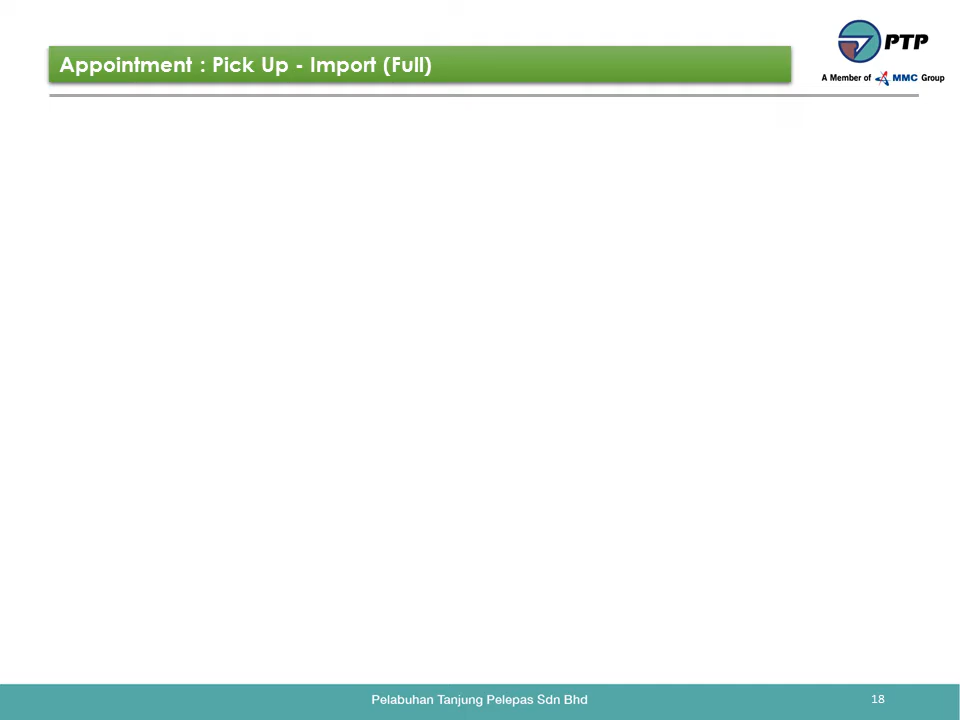 Appointment : Pick Up - Import (Full)
PTP
A Member of MMC Group
Pelabuhan Tanjung Pelepas Sdn Bhd
18